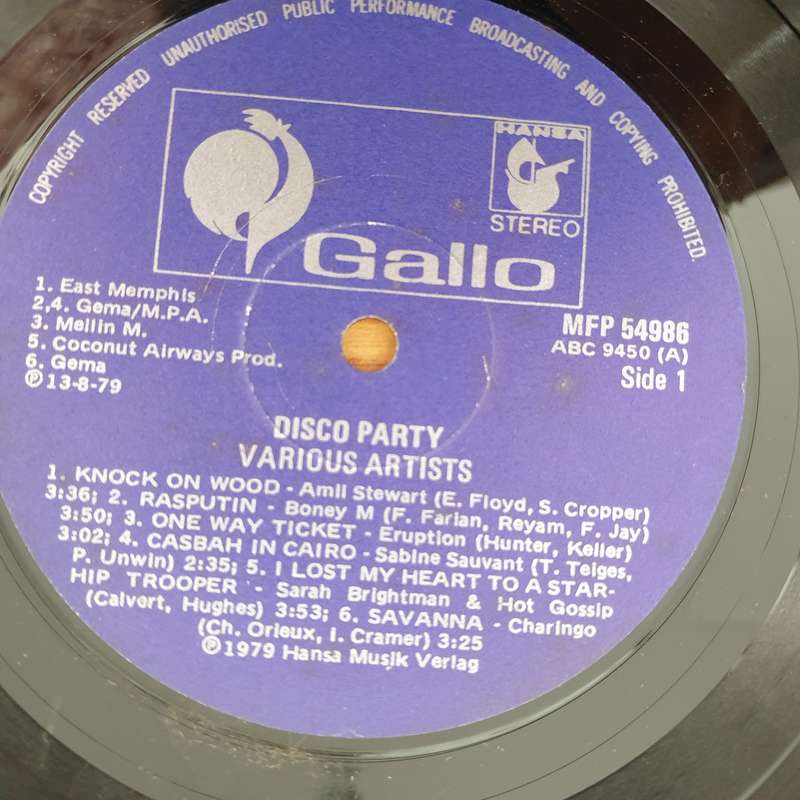 COPYRIGHT RESERVED UNAUTHORISED PUBLIC PERFORMANCE BROADCASTING AND COPYING PROHIBITED.
HANSA
STEREO
Gallo
1. East Memphis
2,4. Gema/M.P.A.
3. Mellin M.
5. Coconut Airways Prod.
6. Gema
℗13-8-79
MFP 54986
ABC 9450 (A)
Side 1
DISCO PARTY
VARIOUS ARTISTS
1. KNOCK ON WOOD - Amii Stewart (E. Floyd, S. Cropper)
3:36; 2. RASPUTIN - Boney M (F. Farian, Reyam, F. Jay)
3:50; 3. ONE WAY TICKET - Eruption (Hunter, Keller)
3:02; 4. CASBAH IN CAIRO - Sabine Sauvant (T. Telges,
P. Unwin) 2:35; 5. I LOST MY HEART TO A STAR-
HIP TROOPER - Sarah Brightman & Hot Gossip
(Calvert, Hughes) 3:53; 6. SAVANNA - Charingo
(Ch. Orieux, I. Cramer) 3:25
℗1979 Hansa Musik Verlag